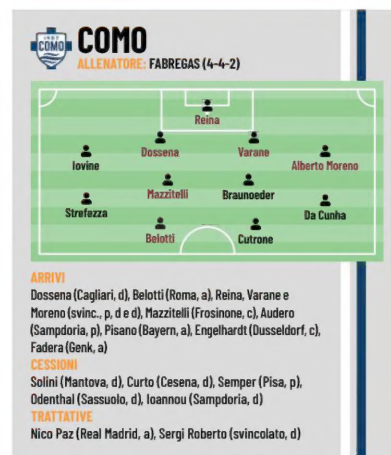 1907
COMO
COMO
ALLENATORE: FABREGAS (4-4-2)
Reina
Iovine
Dossena
Varane
Alberto Moreno
Strefezza
Mazzitelli
Braunoeder
Da Cunha
Belotti
Cutrone
ARRIVI
Dossena (Cagliari, d), Belotti (Roma, a), Reina, Varane e
Moreno (svinc., p, d e d), Mazzitelli (Frosinone, c), Audero
(Sampdoria, p), Pisano (Bayern, a), Engelhardt (Dusseldorf, c),
Fadera (Genk, a)
CESSIONI
Solini (Mantova, d), Curto (Cesena, d), Semper (Pisa, p),
Odenthal (Sassuolo, d), Ioannou (Sampdoria, d)
TRATTATIVE
Nico Paz (Real Madrid, a), Sergi Roberto (svincolato, d)